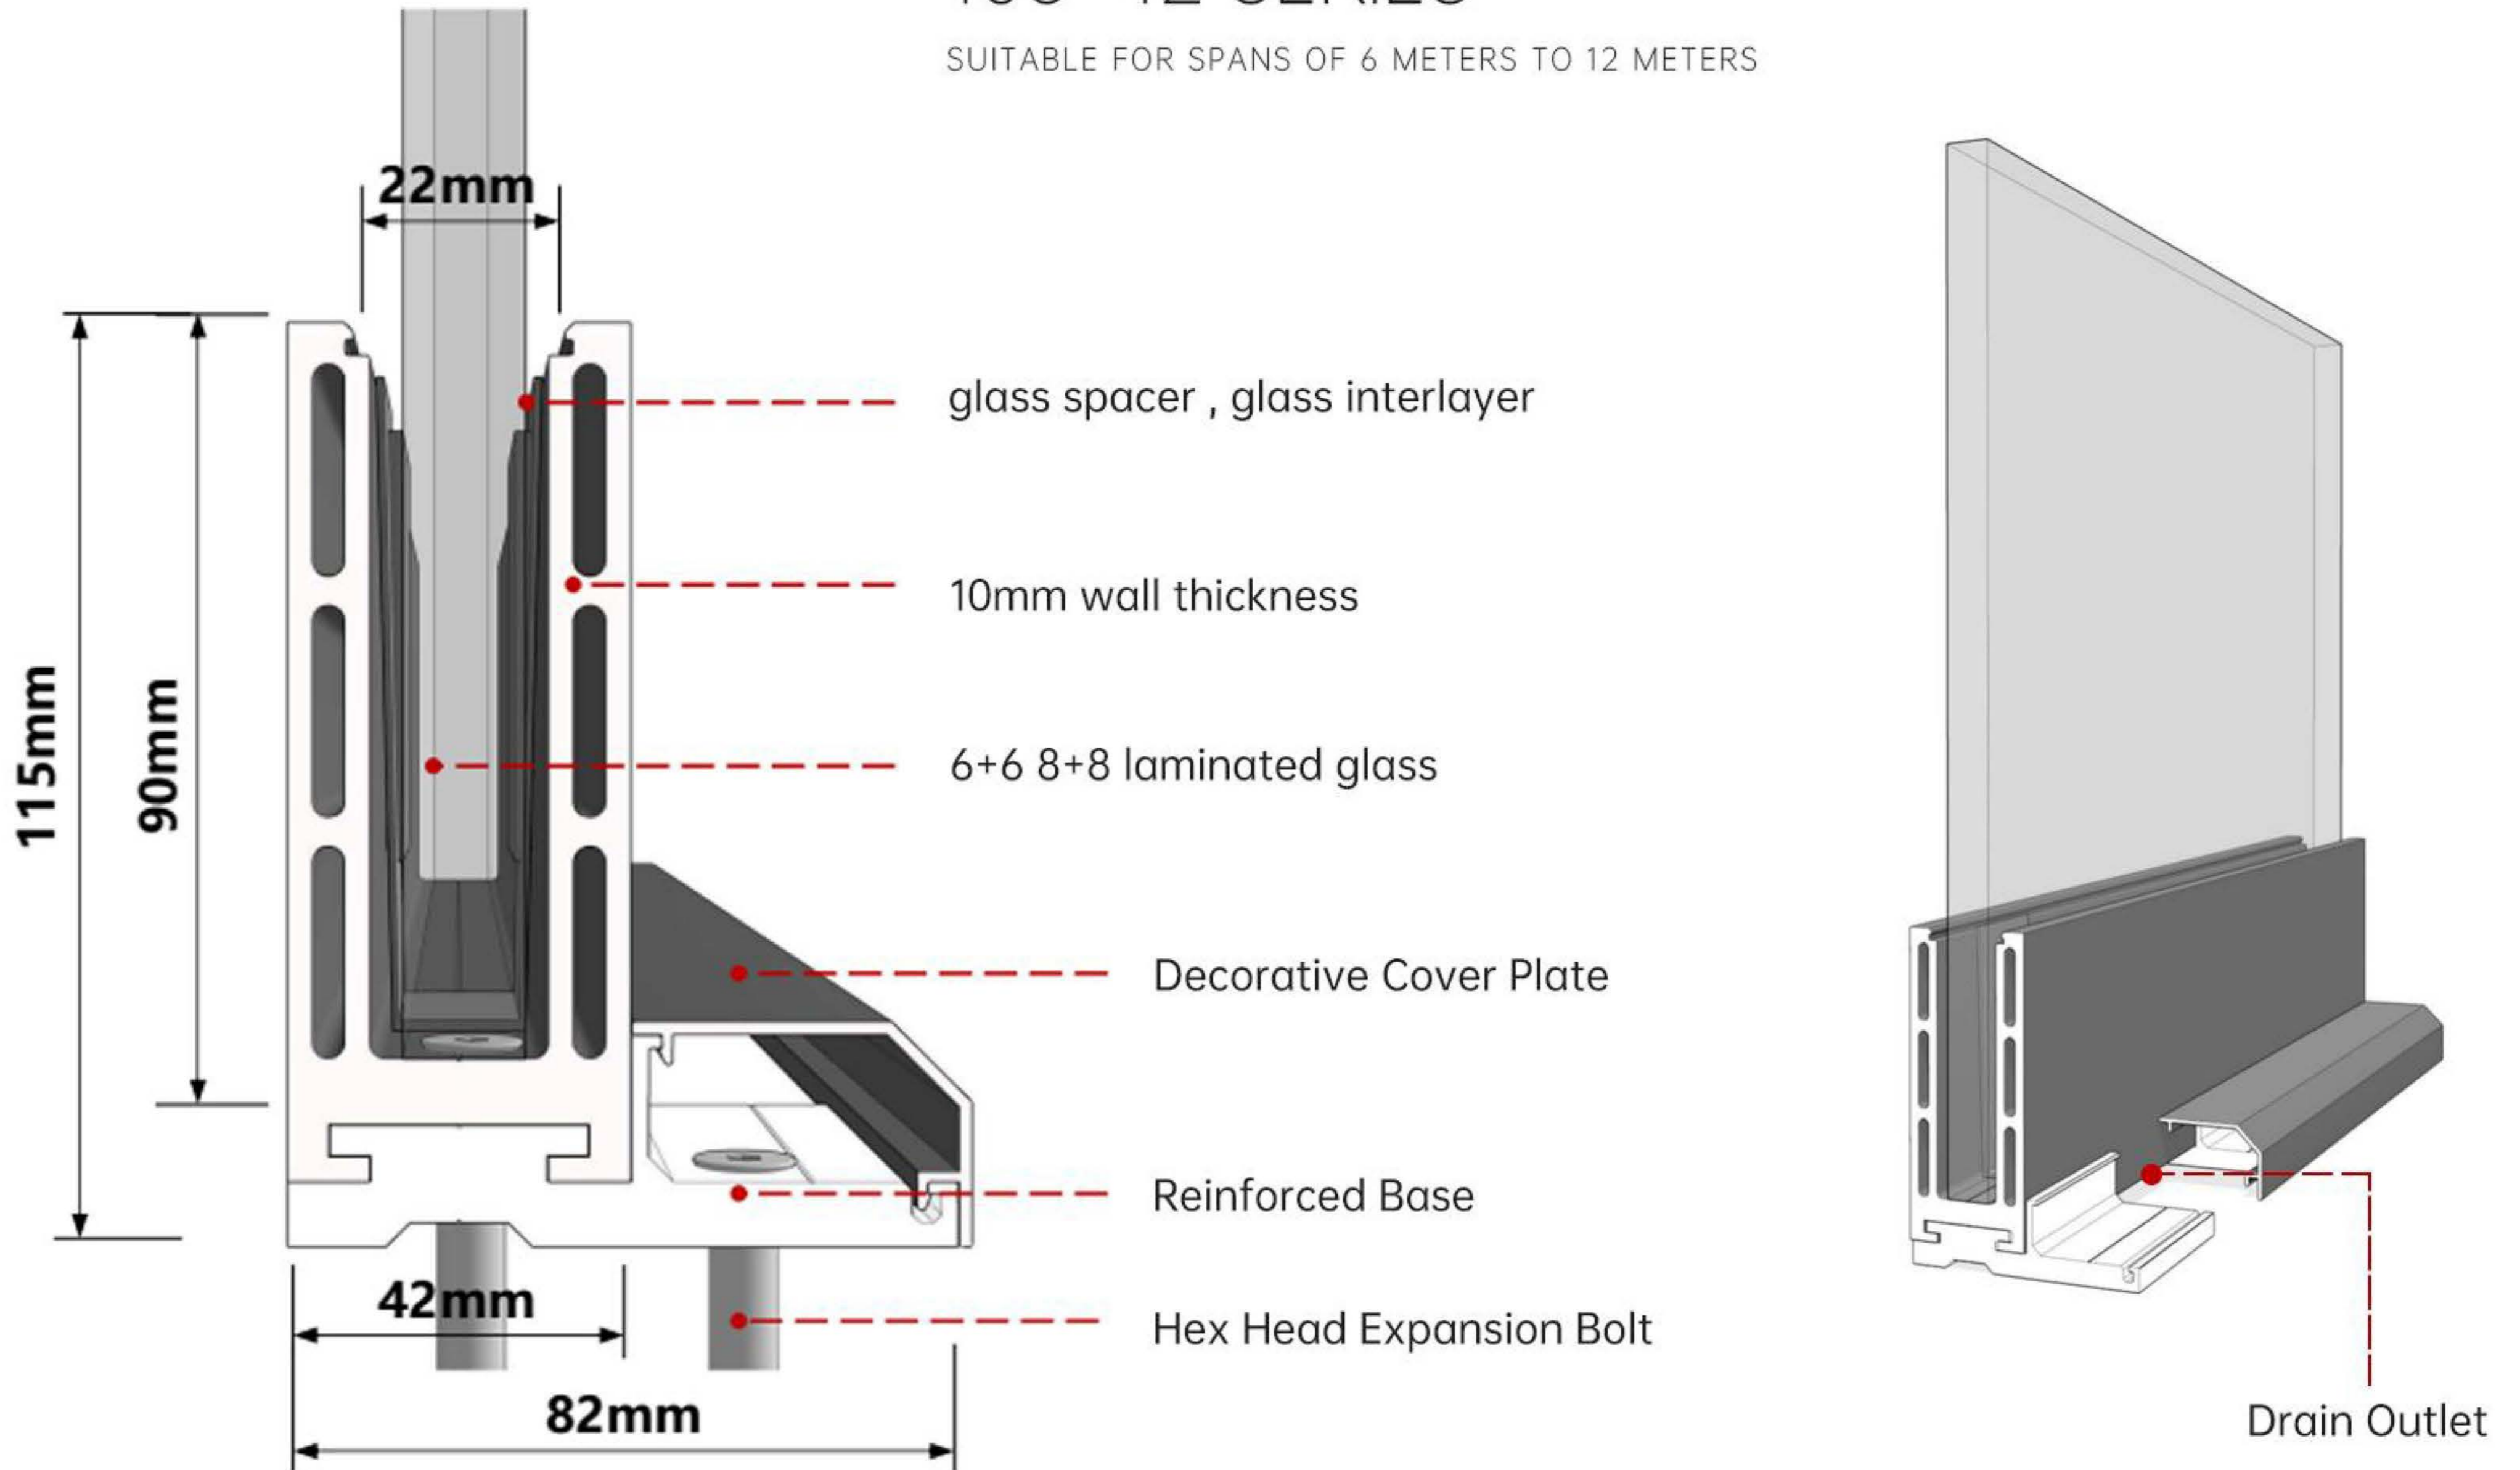 SERIES
SUITABLE FOR SPANS OF 6 METERS TO 12 METERS
22mm
glass spacer , glass interlayer
10mm wall thickness
115mm
90mm
6+6 8+8 laminated glass
Decorative Cover Plate
Reinforced Base
42mm
Hex Head Expansion Bolt
82mm
Drain Outlet